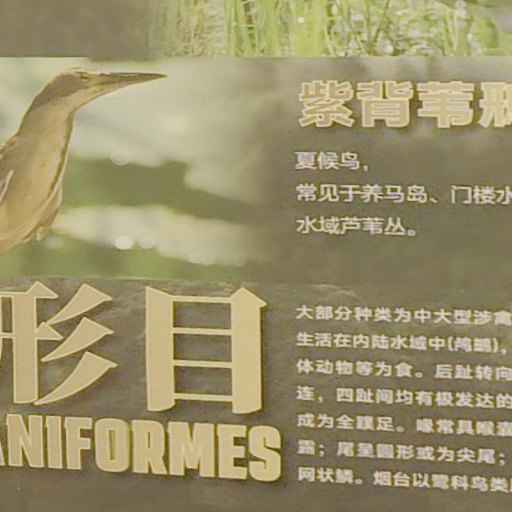 紫背苇
夏候鸟，
常见于养马岛、门楼水
水域芦苇丛。
形目
ANIFORMES
大部分种类为中大型涉禽
生活在内陆水域中(鸬鹚)，
体动物等为食。后趾转向
连，四趾间均有极发达的
成为全蹼足。喙常具喉囊
露；尾呈圆形或为尖尾；
网状鳞。烟台以鹭科鸟类